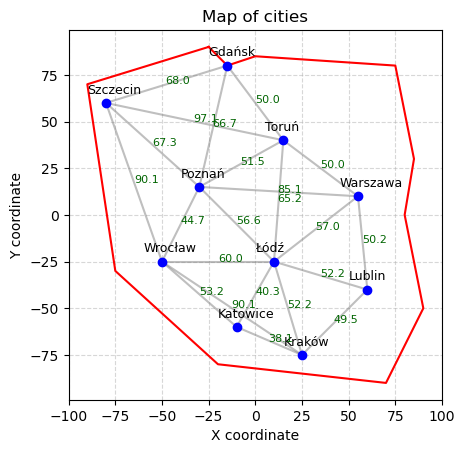 Map of cities
Gdańsk
Szczecin
68.0
50.0
97.1
66.7
Toruń
67.3
51.5
50.0
Poznań
Warszawa
90.1
85.1
65.2
44.7
56.6
57.0
50.2
Wrocław
Łódź
60.0
52.2
Lublin
53.2
40.3
90.1
52.2
Katowice
49.5
38.1
Kraków
75
50
25
0
−25
−50
−75
Y coordinate
−100
−75
−50
−25
0
25
50
75
100
X coordinate